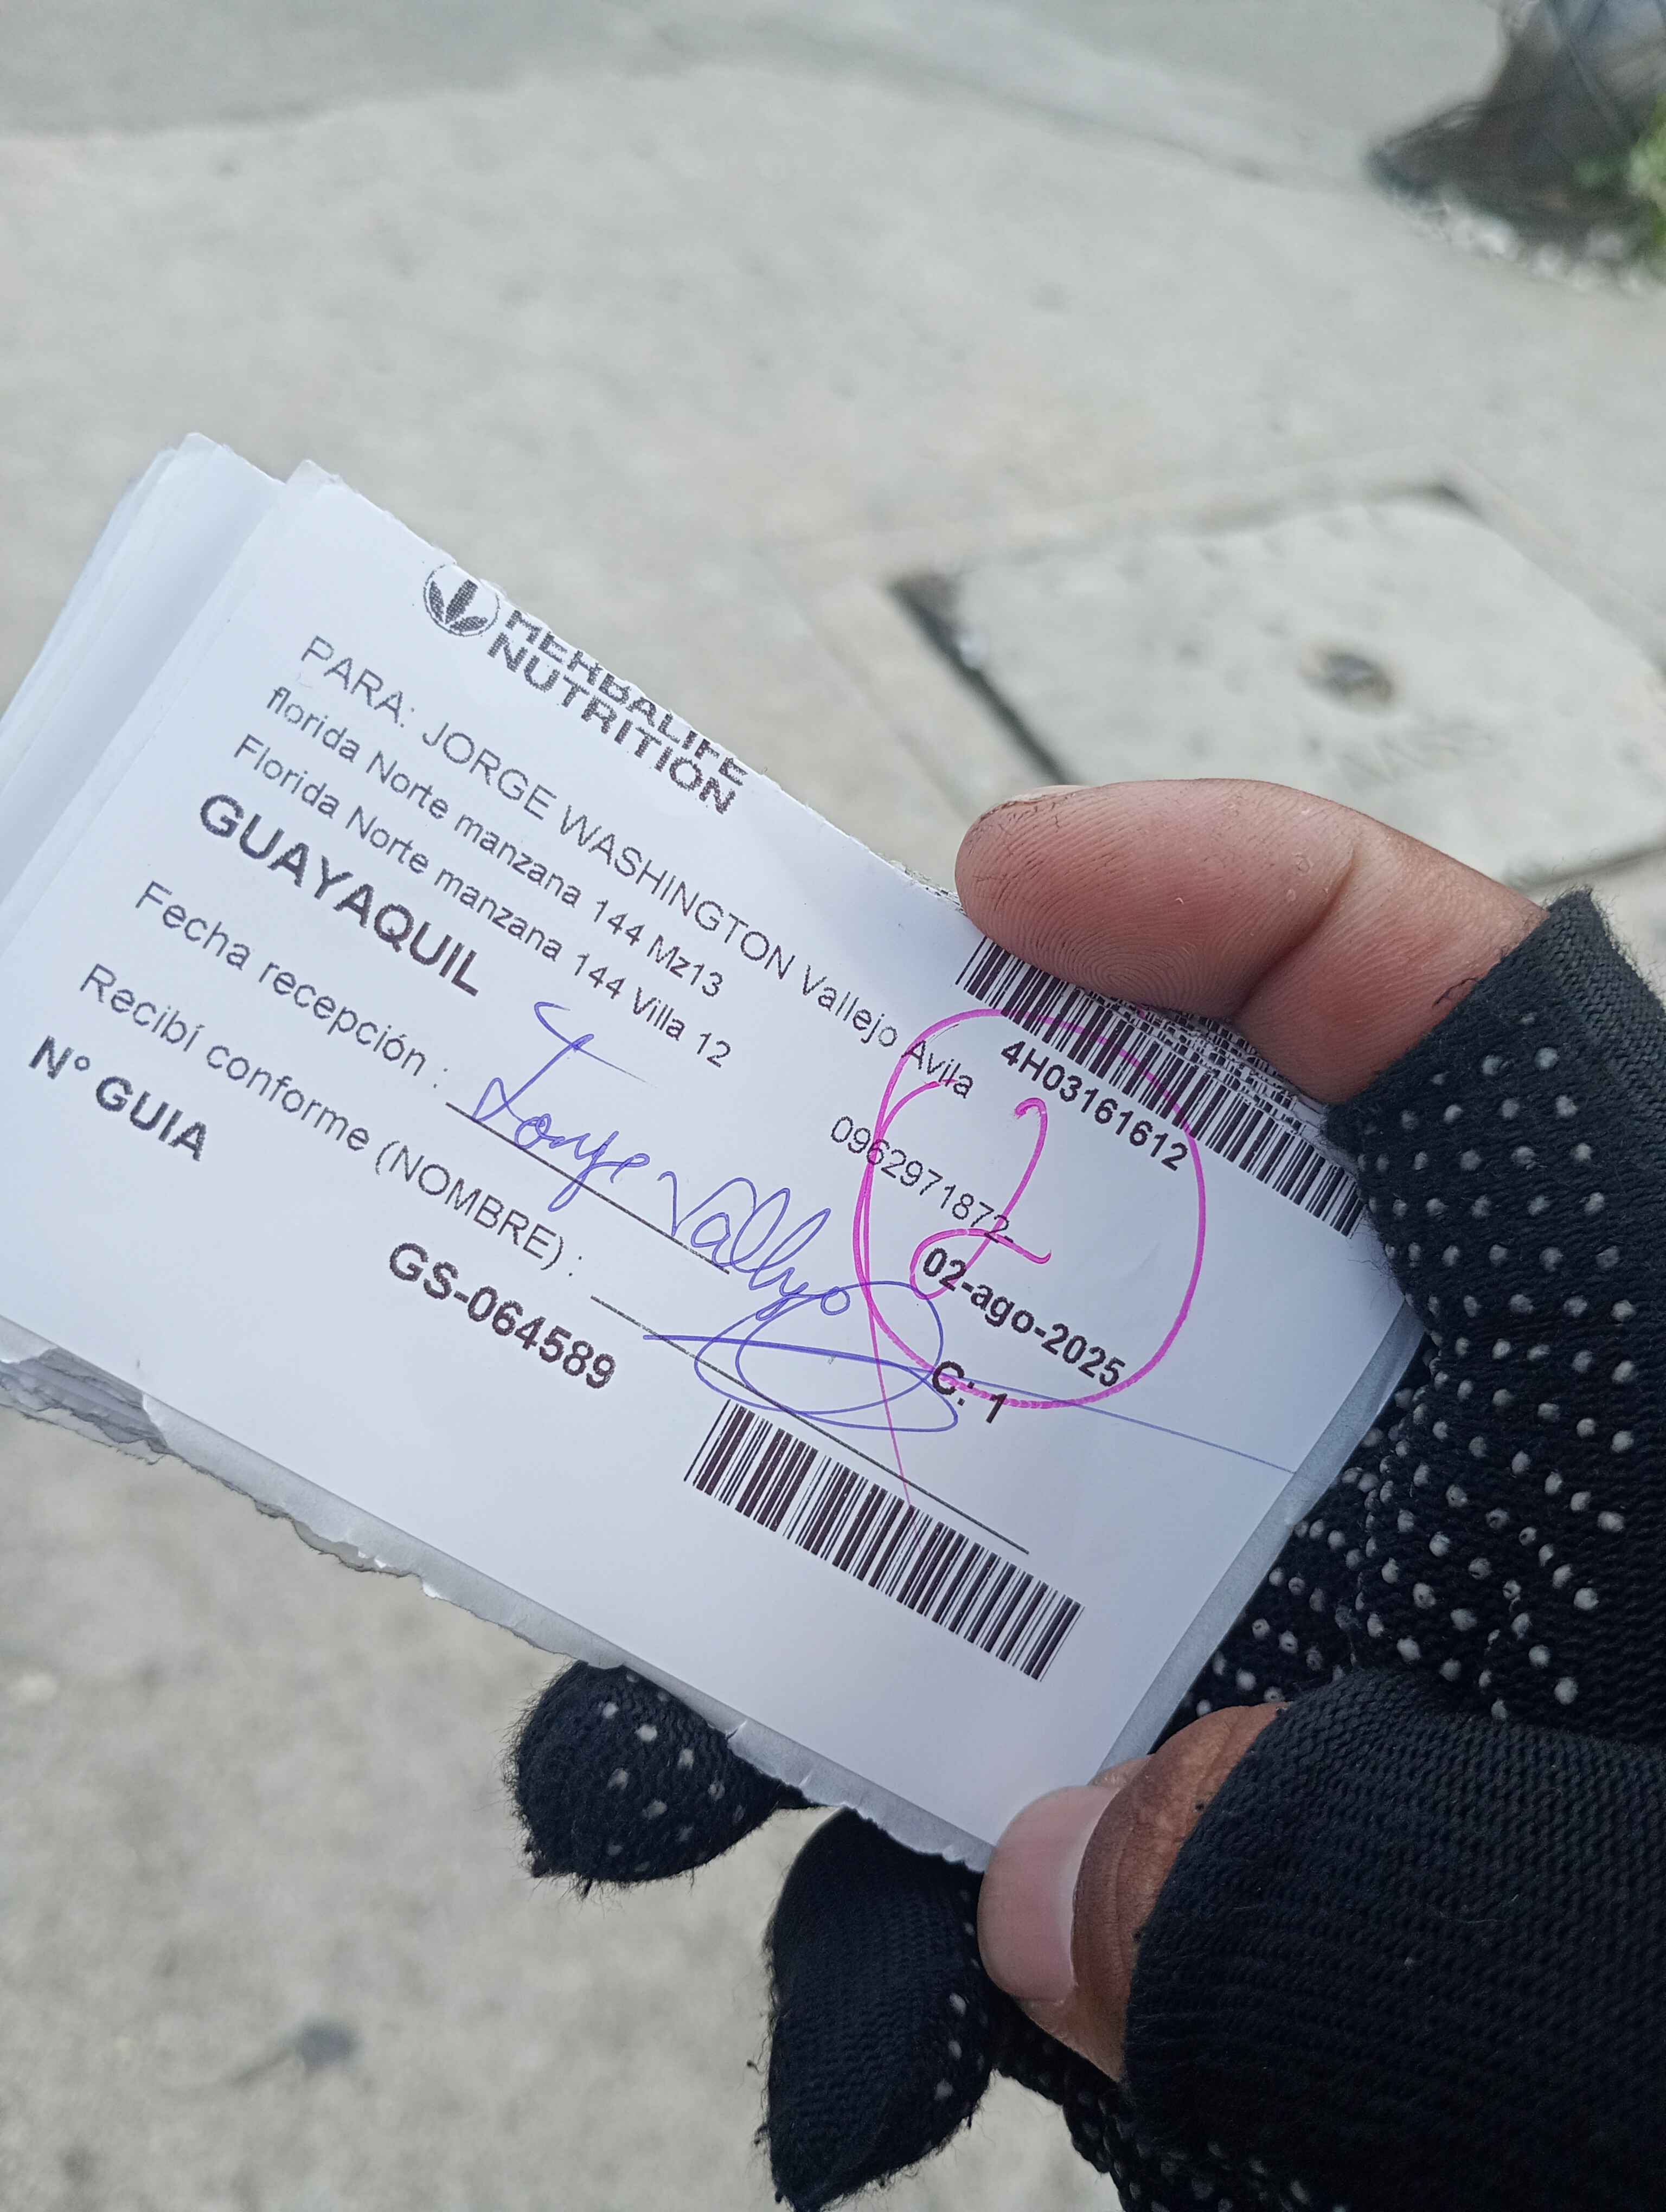 HERBALIFE
NUTRITION
4H03161612
PARA: JORGE WASHINGTON Vallejo Avila
florida Norte manzana 144 Mz13
0962971872
Florida Norte manzana 144 Villa 12
2
GUAYAQUIL
02-ago-2025
Fecha recepción :
Jorge Vallejo
C: 1
Recibí conforme (NOMBRE) :
N° GUIA
GS-064589